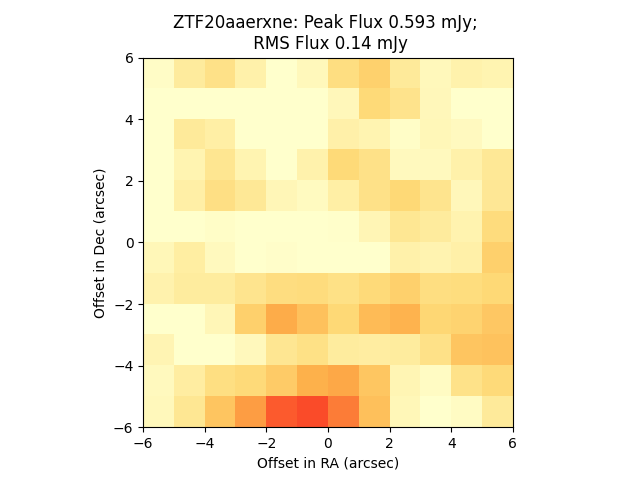 ZTF20aaerxne: Peak Flux 0.593 mJy;
RMS Flux 0.14 mJy
6
4
2
0
−2
−4
−6
Offset in Dec (arcsec)
−6 −4 −2 0 2 4 6
Offset in RA (arcsec)